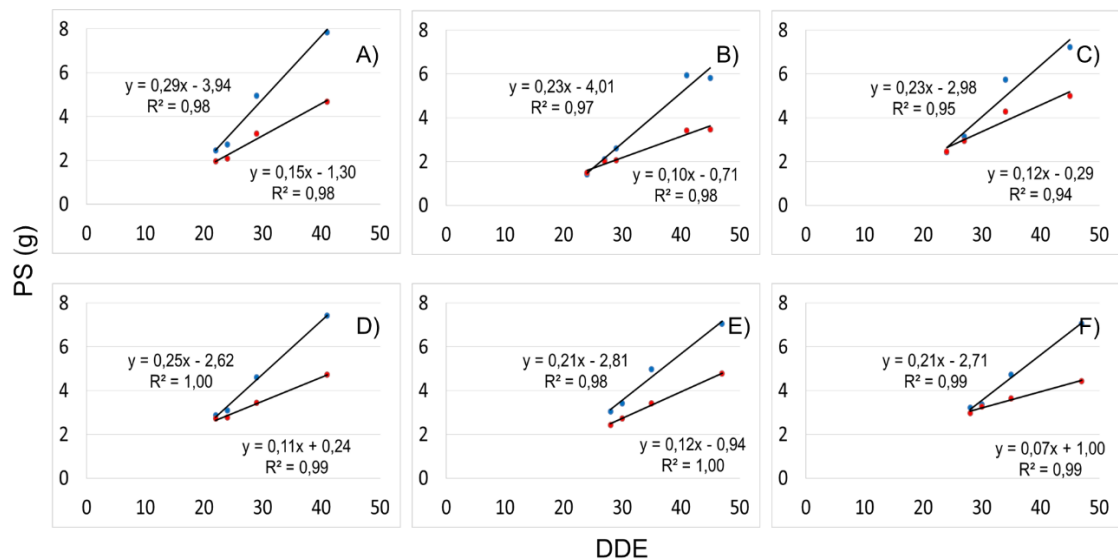 PS (g)
A)
8
6
4
2
0
y = 0,29x - 3,94
R² = 0,98
y = 0,15x - 1,30
R² = 0,98
0 10 20 30 40 50
B)
8
6
4
2
0
y = 0,23x - 4,01
R² = 0,97
y = 0,10x - 0,71
R² = 0,98
0 10 20 30 40 50
C)
8
6
4
2
0
y = 0,23x - 2,98
R² = 0,95
y = 0,12x - 0,29
R² = 0,94
0 10 20 30 40 50
D)
8
6
4
2
0
y = 0,25x - 2,62
R² = 1,00
y = 0,11x + 0,24
R² = 0,99
0 10 20 30 40 50
E)
8
6
4
2
0
y = 0,21x - 2,81
R² = 0,98
y = 0,12x - 0,94
R² = 1,00
0 10 20 30 40 50
F)
8
6
4
2
0
y = 0,21x - 2,71
R² = 0,99
y = 0,07x + 1,00
R² = 0,99
0 10 20 30 40 50
DDE